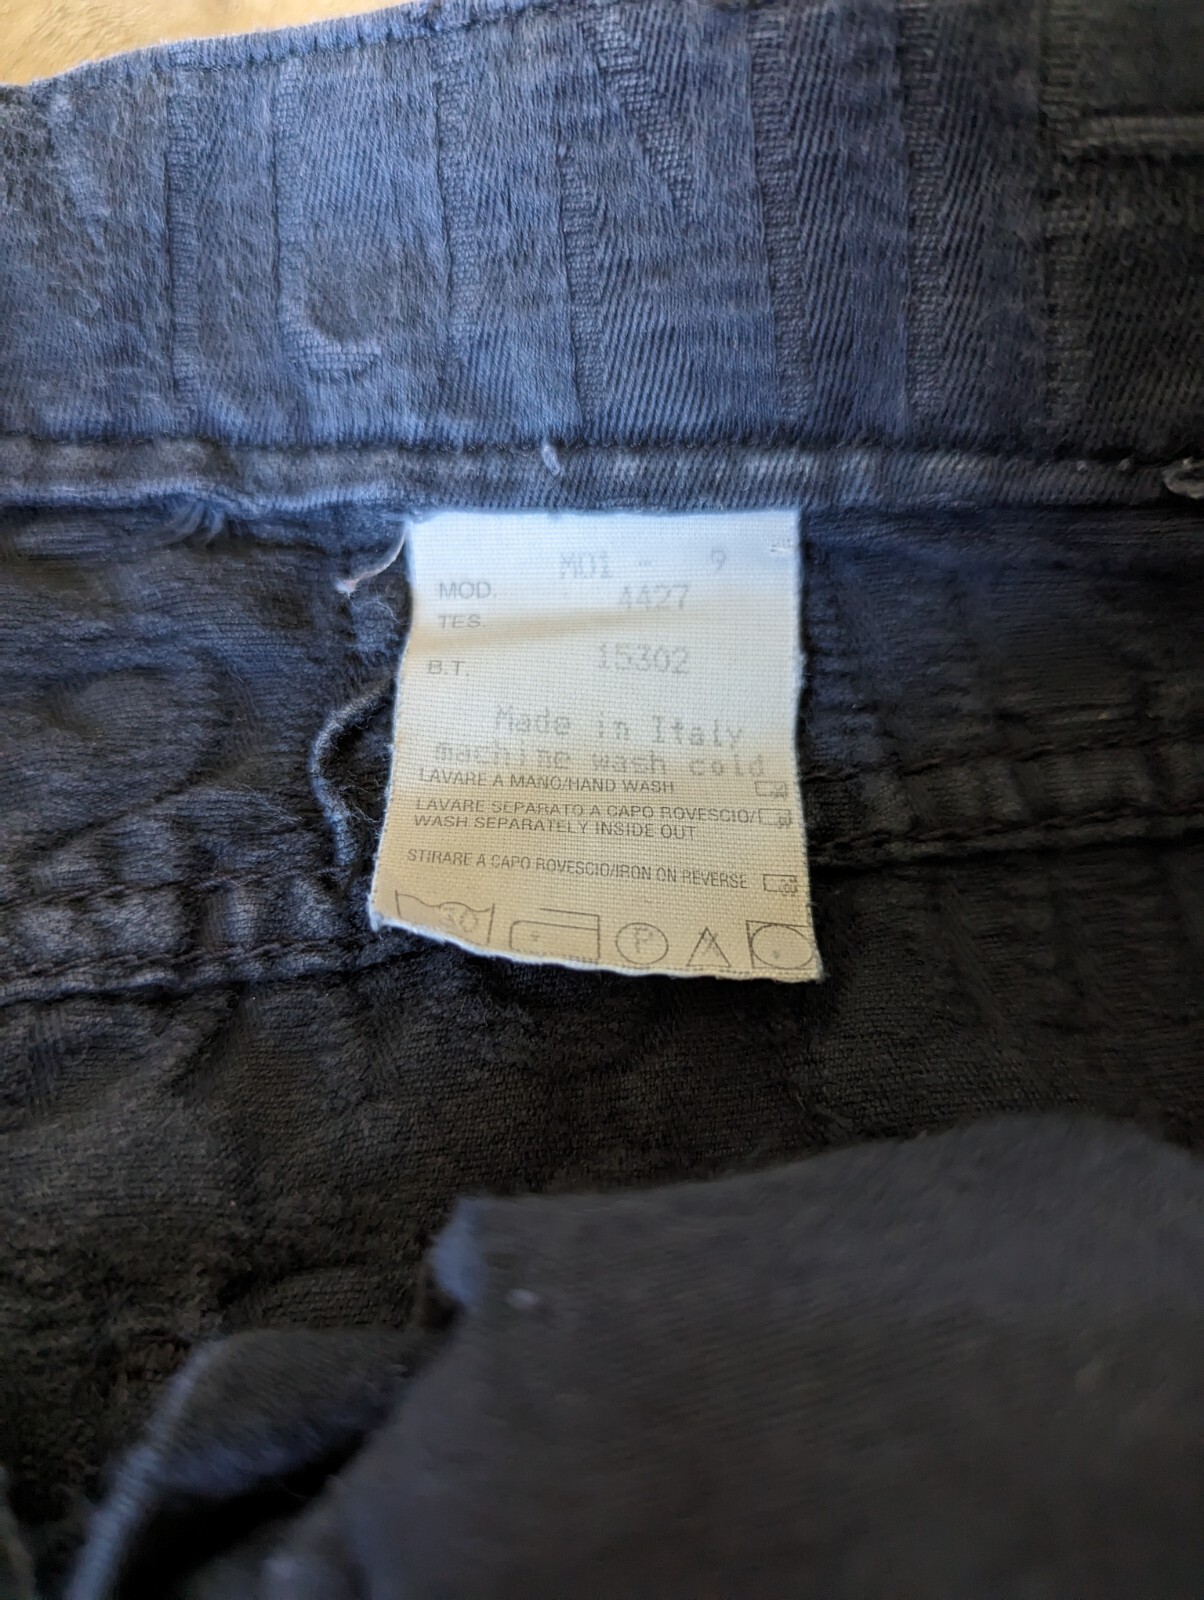 M01 - 9
MOD. 4427
TES.
B.T. 15302
Made in Italy
machine wash cold
LAVARE A MANO/HAND WASH
LAVARE SEPARATO A CAPO ROVESCIO/
WASH SEPARATELY INSIDE OUT
STIRARE A CAPO ROVESCIO/IRON ON REVERSE
30 P